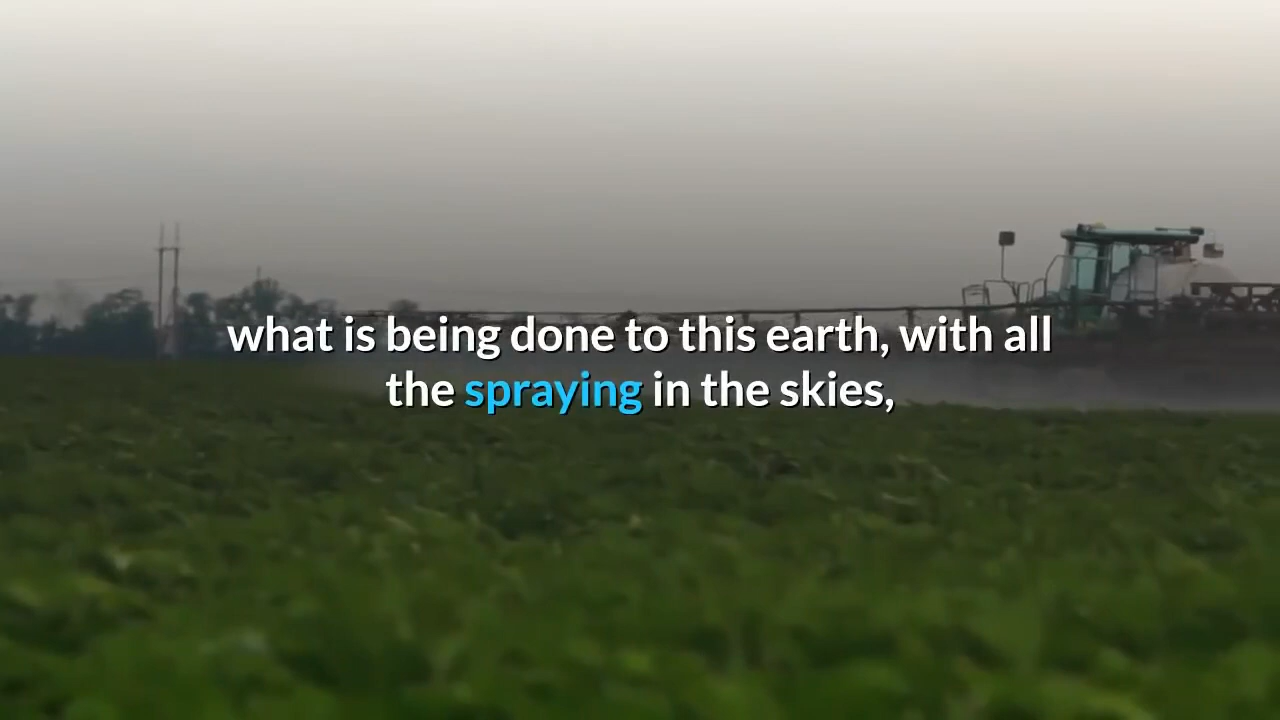 what is being done to this earth, with all
the spraying in the skies,